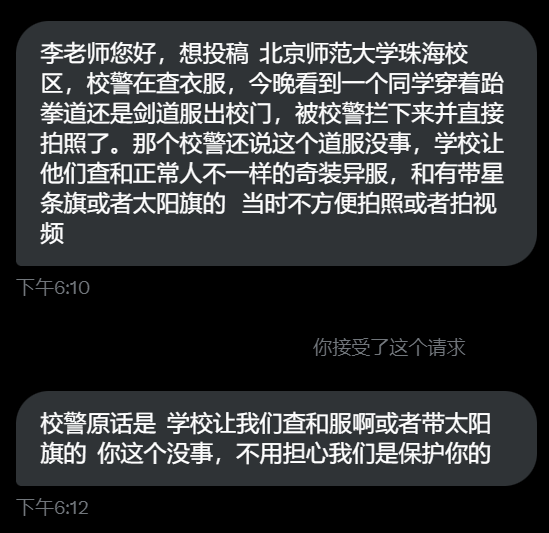 李老师您好，想投稿 北京师范大学珠海校
区，校警在查衣服，今晚看到一个同学穿着跆
拳道还是剑道服出校门，被校警拦下来并直接
拍照了。那个校警还说这个道服没事，学校让
他们查和正常人不一样的奇装异服，和有带星
条旗或者太阳旗的 当时不方便拍照或者拍视
频
下午6:10
你接受了这个请求
校警原话是 学校让我们查和服啊或者带太阳
旗的 你这个没事，不用担心我们是保护你的
下午6:12